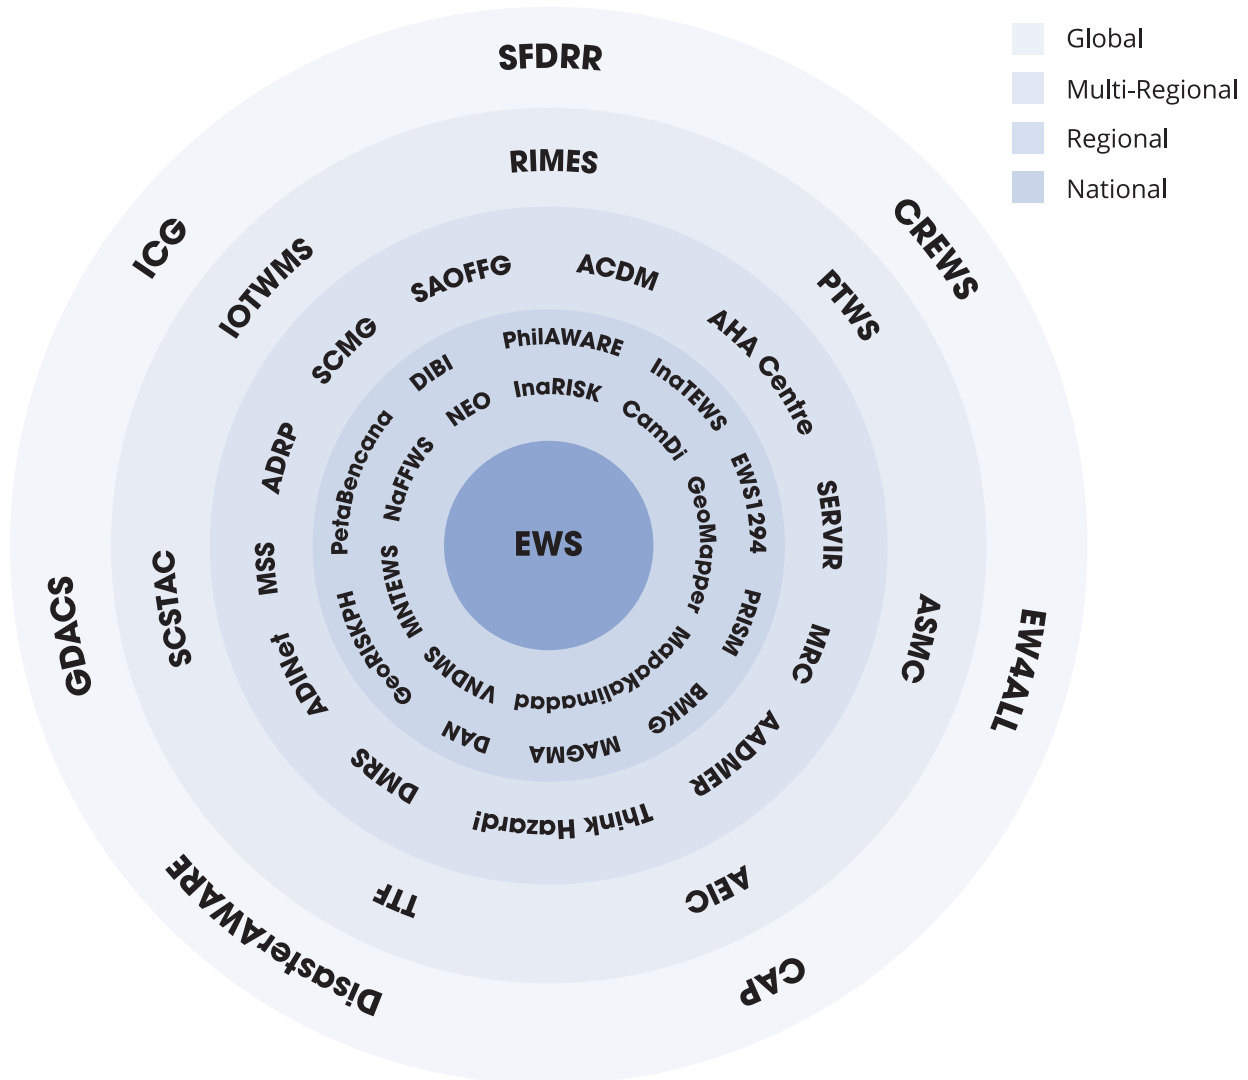 SFDRR
CREWS
EW4ALL
CAP
DisasterAWARE
GDACS
ICG
RIMES
PTWS
ASMC
AEIC
TTF
SCSTAC
IOTWMS
SAOFFG
ACDM
AHA Centre
SERVIR
MRC
AADMER
Think Hazard!
DMRS
ADINet
MSS
ADRP
SCMG
PhilAWARE
InaTEWS
EWS1294
PRISM
BMKG
MAGMA
DAN
GeoRISKPH
PetaBencana
DIBI
InaRISK
CamDi
GeoMapper
MapaKalimadad
VNDMS
MNTEWS
NaFFWS
NEO
EWS
Global
Multi-Regional
Regional
National